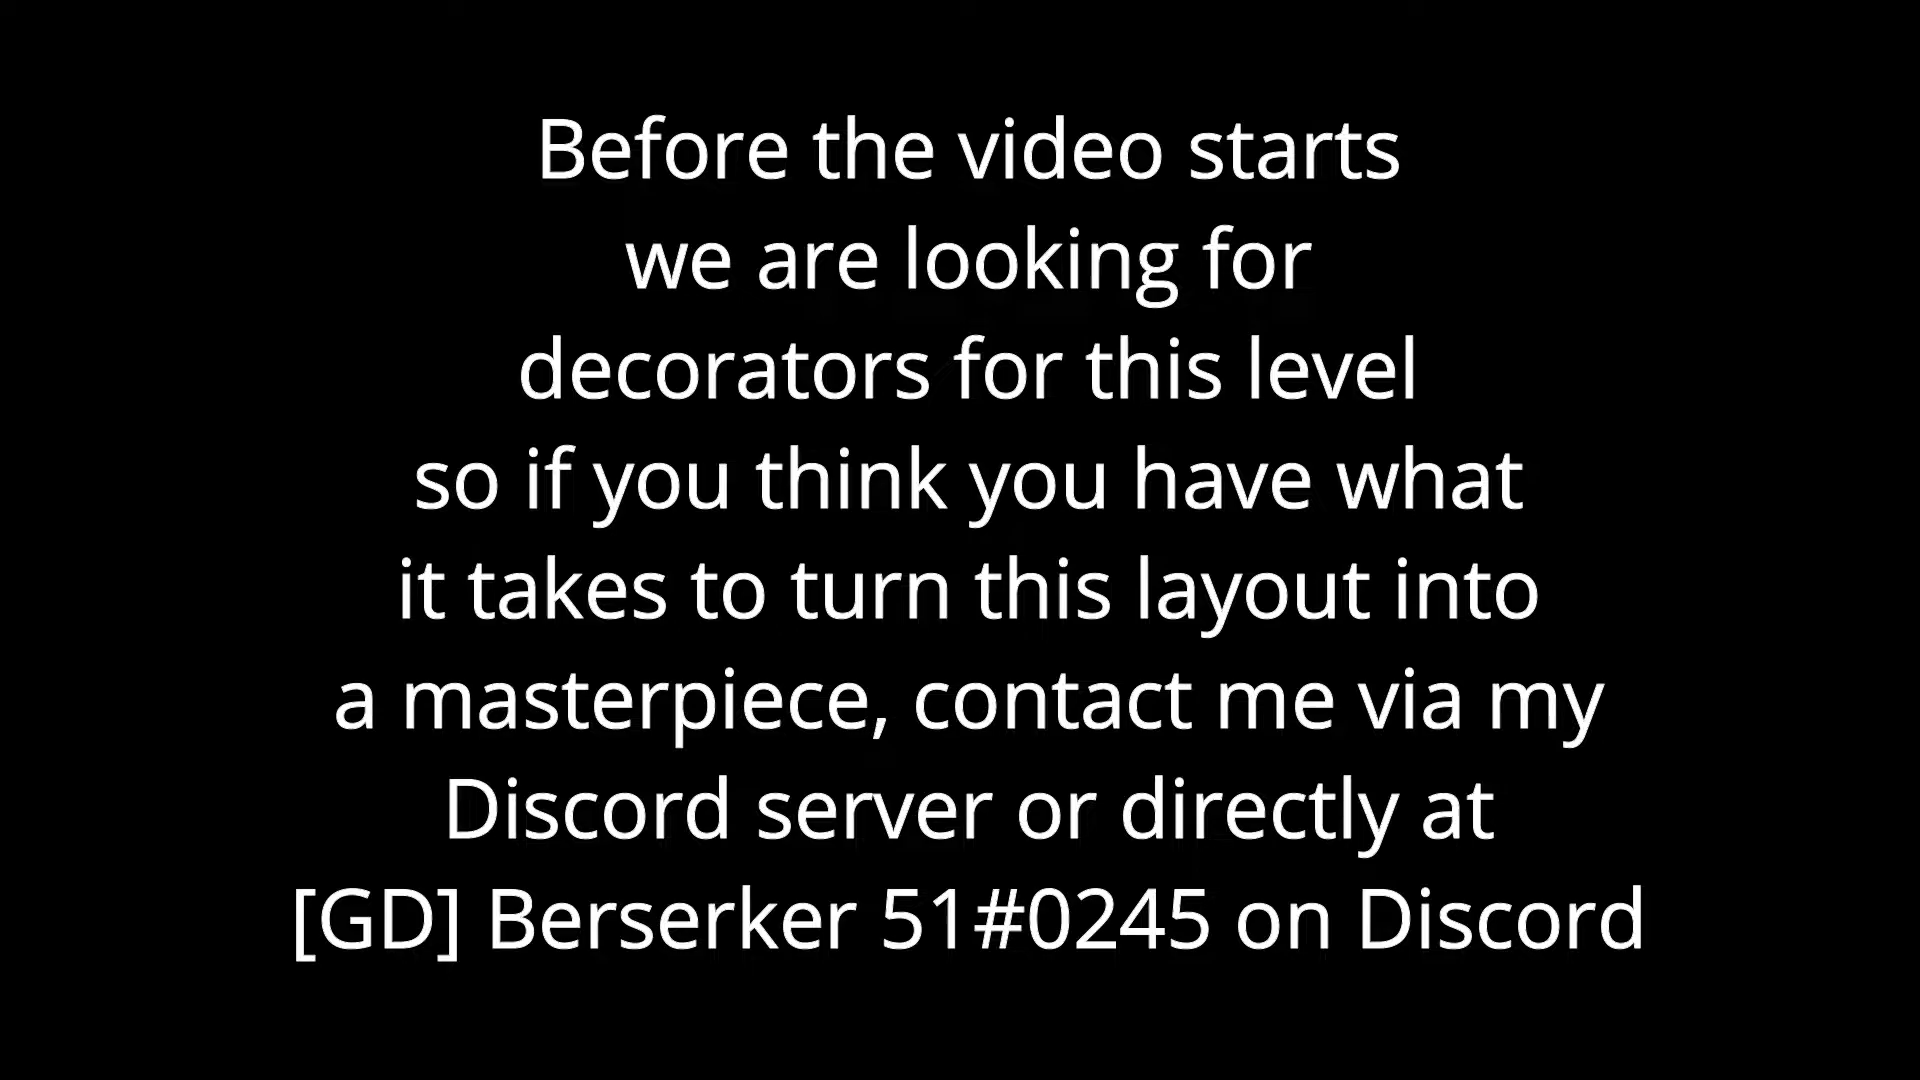 Before the video starts
we are looking for
decorators for this level
so if you think you have what
it takes to turn this layout into
a masterpiece, contact me via my
Discord server or directly at
[GD] Berserker 51#0245 on Discord